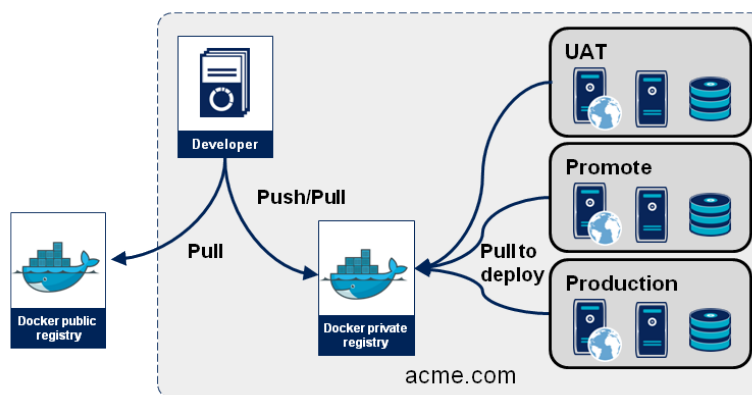 UAT
Developer
Promote
Push/Pull
Pull
Pull to
deploy
Production
Docker public
registry
Docker private
registry
acme.com